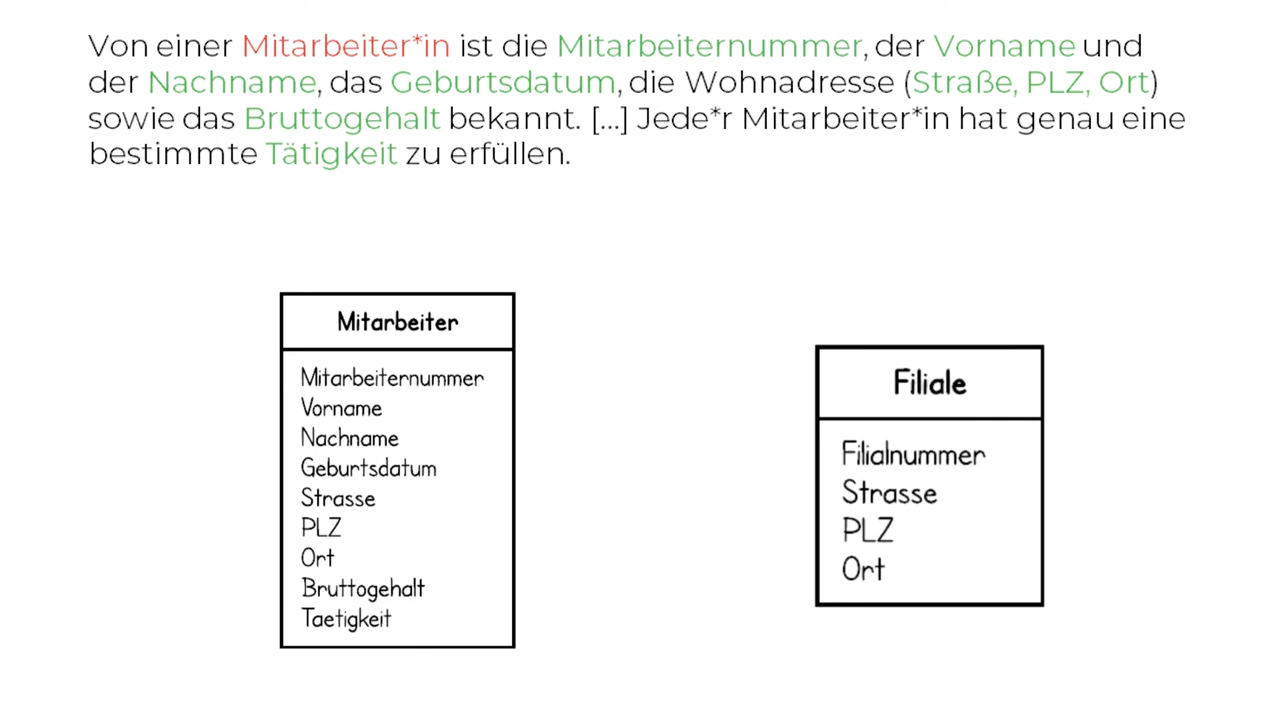 Von einer Mitarbeiter*in ist die Mitarbeiternummer, der Vorname und
der Nachname, das Geburtsdatum, die Wohnadresse (Straße, PLZ, Ort)
sowie das Bruttogehalt bekannt. [...] Jede*r Mitarbeiter*in hat genau eine
bestimmte Tätigkeit zu erfüllen.
Mitarbeiter
Mitarbeiternummer
Vorname
Nachname
Geburtsdatum
Strasse
PLZ
Ort
Bruttogehalt
Taetigkeit
Filiale
Filialnummer
Strasse
PLZ
Ort